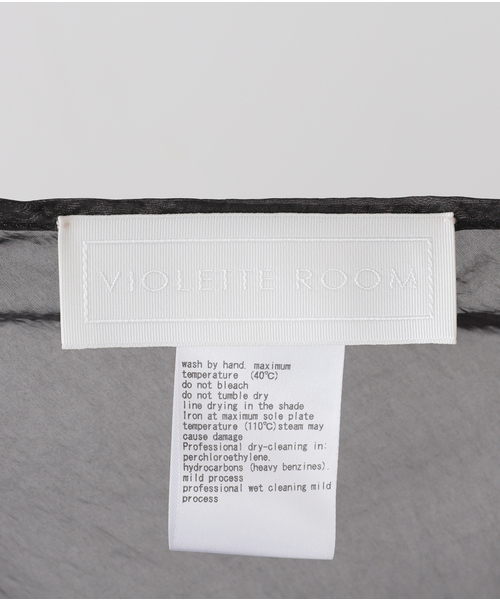 VIOLETTE ROOM
wash by hand. maximum
temperature (40℃)
do not bleach
do not tumble dry
line drying in the shade
Iron at maximum sole plate
temperature (110℃)steam may
cause damage
Professional dry-cleaning in:
perchloroethylene,
hydrocarbons (heavy benzines).
mild process
professional wet cleaning mild
process